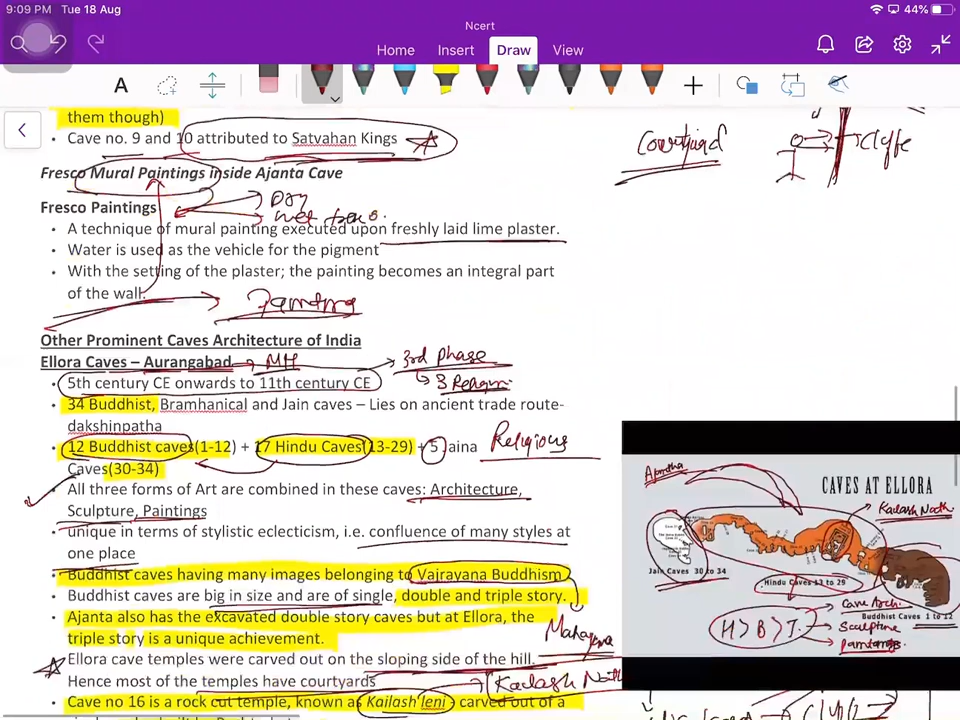 9:09 PM Tue 18 Aug
44%
Ncert
Home Insert Draw View
them though)
Cave no. 9 and 10 attributed to Satvahan Kings
Courtyard
Cliffe
Fresco Mural Paintings inside Ajanta Cave
Dry
Fresco Paintings
wet
A technique of mural painting executed upon freshly laid lime plaster.
Water is used as the vehicle for the pigment
With the setting of the plaster; the painting becomes an integral part
of the wall.
Painting
Other Prominent Caves Architecture of India
Ellora Caves – Aurangabad MH
3rd phase
5th century CE onwards to 11th century CE
3 Religion
34 Buddhist, Bramhanical and Jain caves – Lies on ancient trade route-
dakshinpatha
12 Buddhist caves(1-12) + 17 Hindu Caves(13-29) + 5 Jaina
Religious
Caves(30-34)
All three forms of Art are combined in these caves: Architecture,
Sculpture, Paintings
unique in terms of stylistic eclecticism, i.e. confluence of many styles at
one place
Buddhist caves having many images belonging to Vajrayana Buddhism
Buddhist caves are big in size and are of single, double and triple story.
Ajanta also has the excavated double story caves but at Ellora, the
triple story is a unique achievement.
Mahayana
Ellora cave temples were carved out on the sloping side of the hill.
Hence most of the temples have courtyards
Kailash Nath
Cave no 16 is a rock cut temple, known as Kailash leni - carved out of a
CAVES AT ELLORA
Kailash Nath
Jain Caves 30 to 34
Hindu Caves 13 to 29
Buddhist Caves 1 to 12
H > B > J
Cave Arch.
Sculpture
Paintings